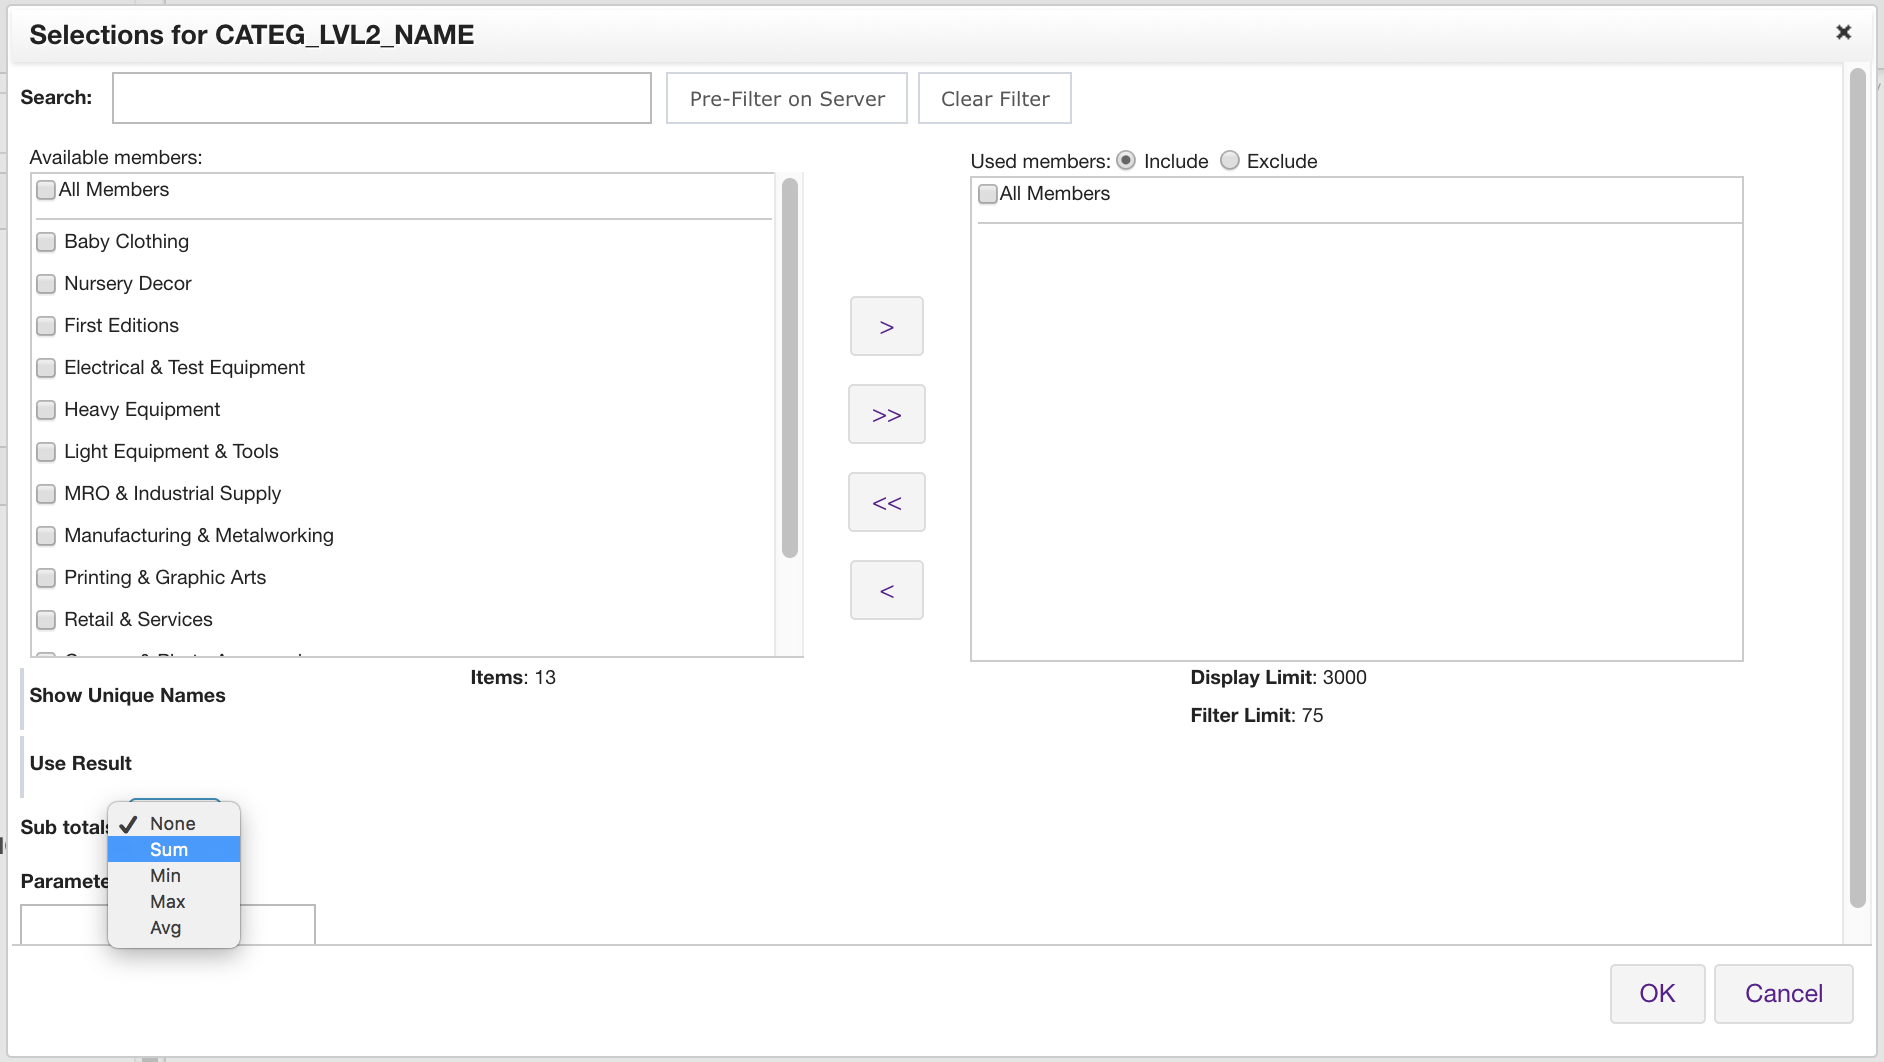 Selections for CATEG_LVL2_NAME
Search:
Pre-Filter on Server
Clear Filter
Available members:
All Members
Baby Clothing
Nursery Decor
First Editions
Electrical & Test Equipment
Heavy Equipment
Light Equipment & Tools
MRO & Industrial Supply
Manufacturing & Metalworking
Printing & Graphic Arts
Retail & Services
>
>>
<<
<
Used members: Include Exclude
All Members
Items: 13
Display Limit: 3000
Filter Limit: 75
Show Unique Names
Use Result
Sub totals
None
Sum
Min
Max
Avg
Paramete
OK
Cancel